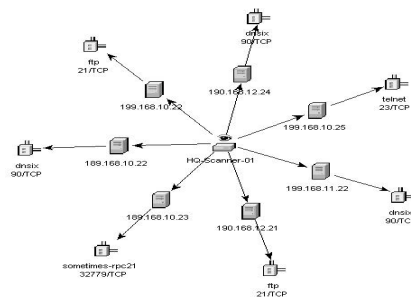 dnsix
90/TCP
ftp
21/TCP
190.168.12.24
telnet
23/TCP
199.168.10.22
199.168.10.25
189.168.10.22
HQ-Scanner-01
dnsix
90/TCP
199.168.11.22
189.168.10.23
190.168.12.21
dnsix
90/TCP
sometimes-rpc21
32779/TCP
ftp
21/TCP